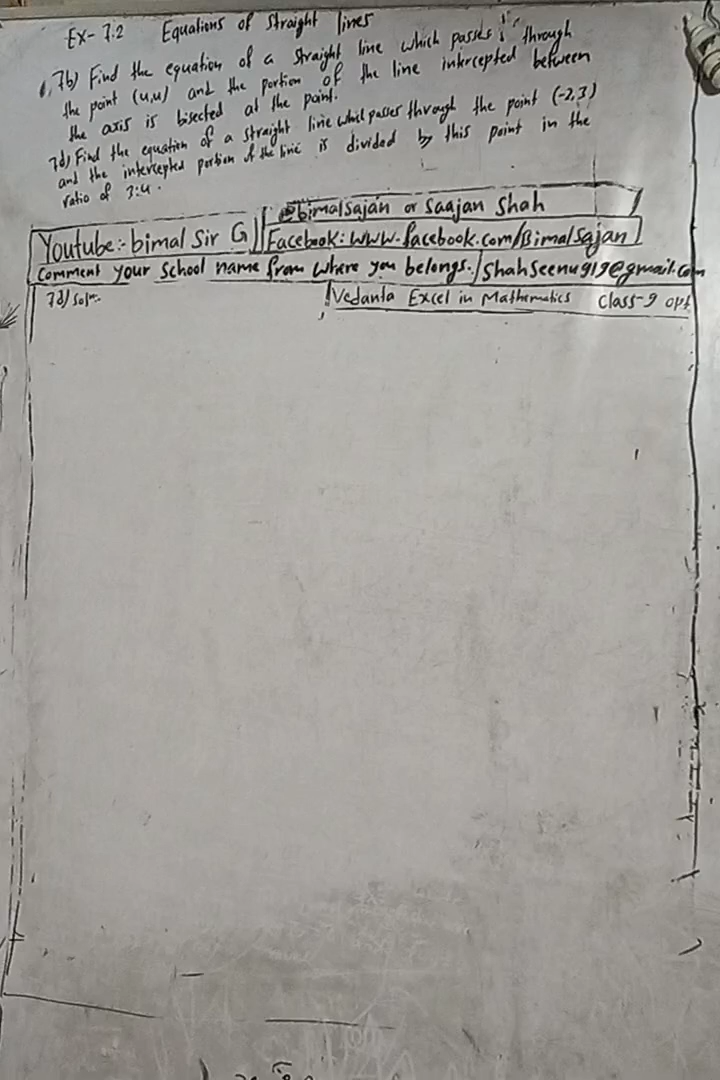 Ex- 7.2 Equations of straight lines
7b) Find the equation of a straight line which passes through
the point (4,4) and the portion of the line intercepted between
the axis is bisected at the point.
7d) Find the equation of a straight line which passes through the point (-2,3)
and the intercepted portion of the line is divided by this point in the
ratio of 3:4.
@bimalsajan or Saajan Shah
Youtube:- bimal Sir G
Facebook: www.facebook.com/Bimalsajan
Comment your school name from where you belongs.
Shahseenu919@gmail.com
7d) Soln:-
Vedanta Excel in Mathematics Class-9 opt